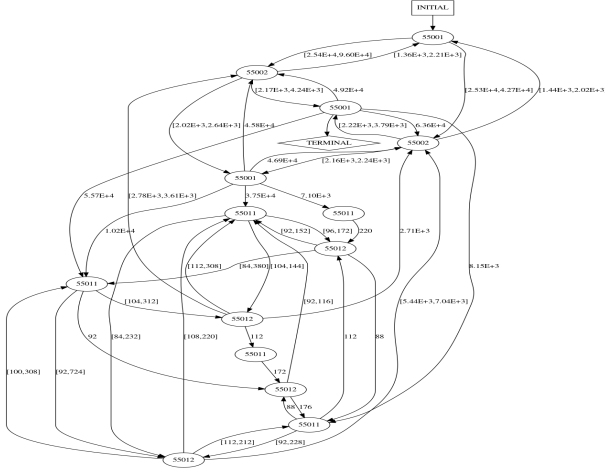 INITIAL
55001
[2.54E+4,9.60E+4]
[1.36E+3,2.21E+3]
55002
[2.53E+4,4.27E+4]
[1.44E+3,2.02E+3
[2.17E+3,4.24E+3]
4.92E+4
55001
[2.02E+3,2.64E+3]
4.58E+4
[2.22E+3,3.79E+3]
6.36E+4
TERMINAL
55002
4.69E+4
[2.16E+3,2.24E+3]
55001
5.57E+4
[2.78E+3,3.61E+3]
3.75E+4
7.10E+3
55011
55011
1.02E+4
[92,152]
[96,172]
220
2.71E+3
55012
[112,308]
[84,380]
[104,144]
8.15E+3
55011
[104,312]
[92,116]
[5.44E+3,7.04E+3]
55012
92
[84,232]
[108,220]
112
112
88
55011
[100,308]
[92,724]
172
55012
88
176
55011
[112,212]
[92,228]
55012